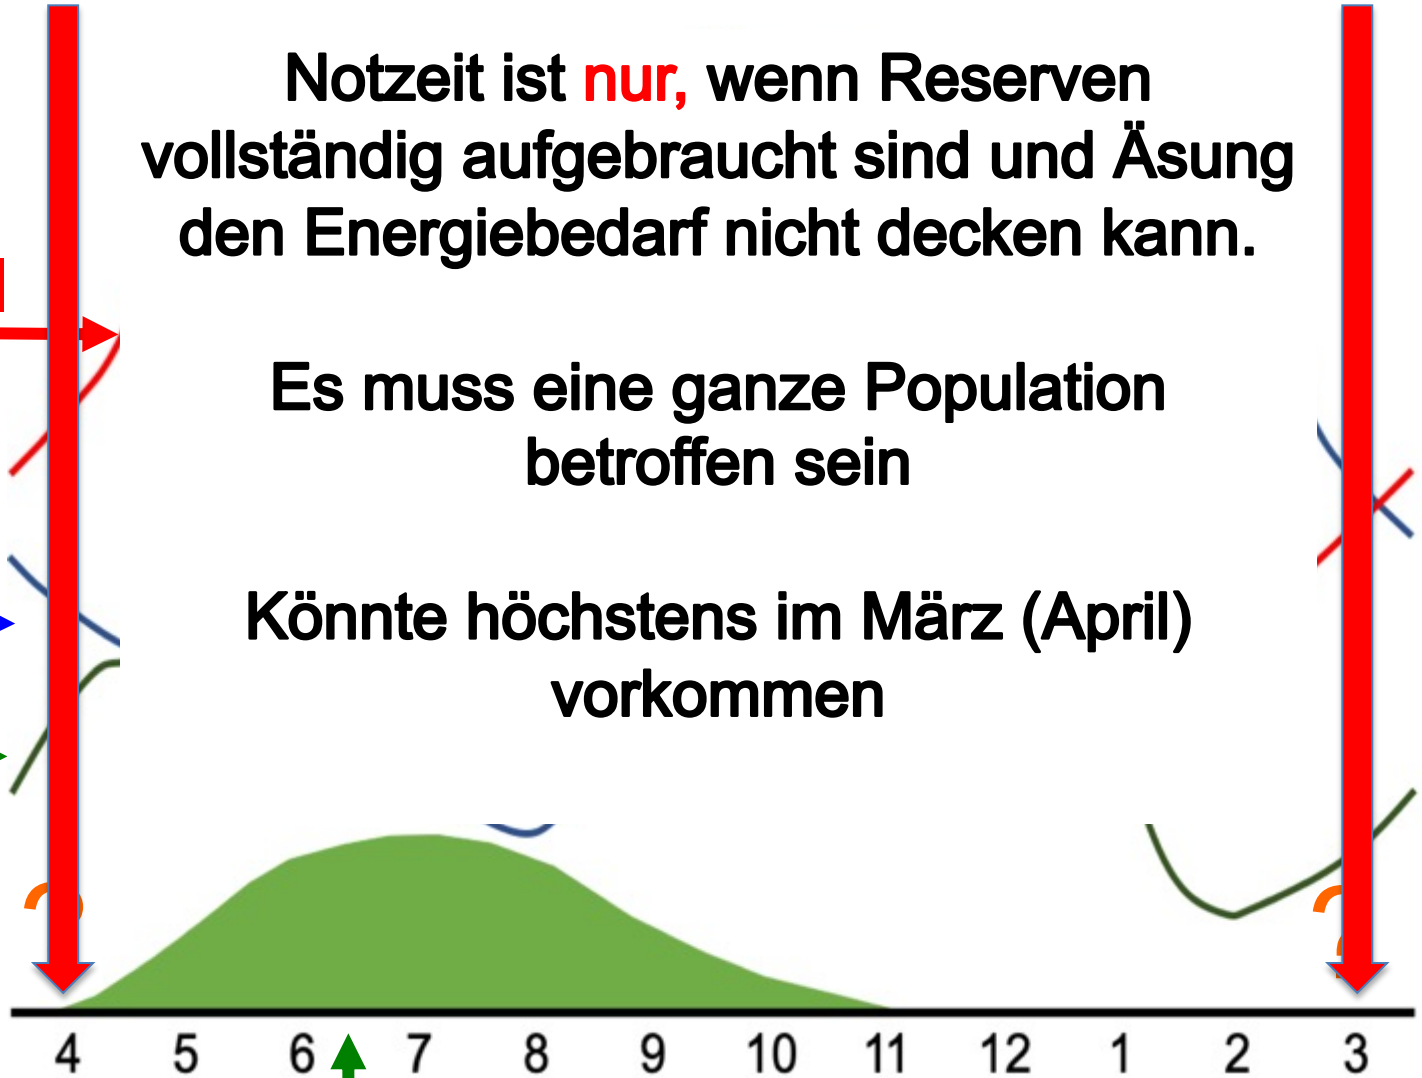 Notzeit ist nur, wenn Reserven
vollständig aufgebraucht sind und Äsung
den Energiebedarf nicht decken kann.
Es muss eine ganze Population
betroffen sein
Könnte höchstens im März (April)
vorkommen
? ?
4 5 6 7 8 9 10 11 12 1 2 3